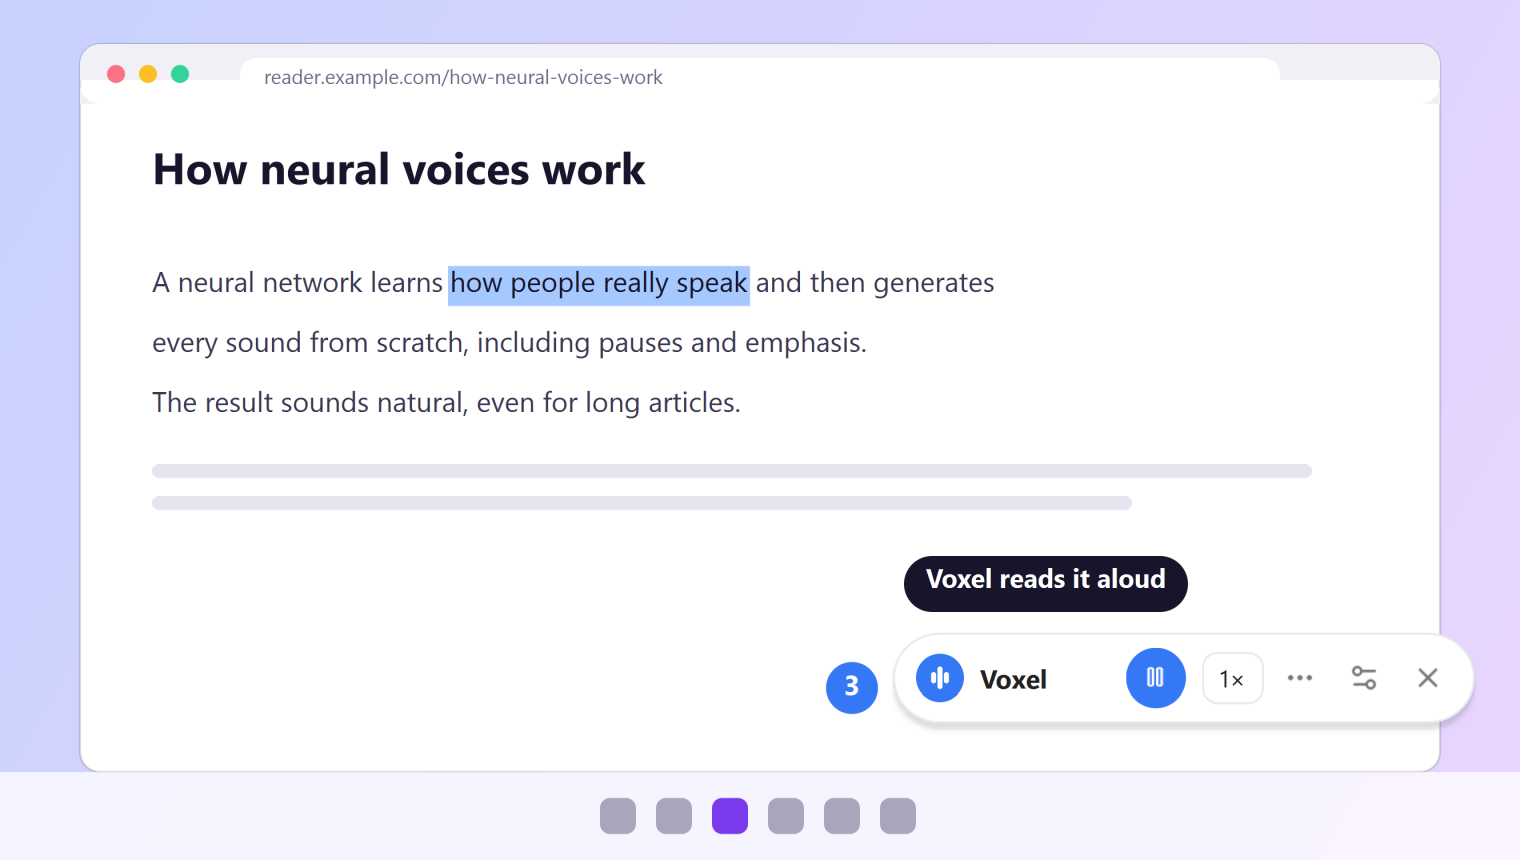 reader.example.com/how-neural-voices-work
How neural voices work
A neural network learns how people really speak and then generates
every sound from scratch, including pauses and emphasis.
The result sounds natural, even for long articles.
Voxel reads it aloud
3
Voxel
1×